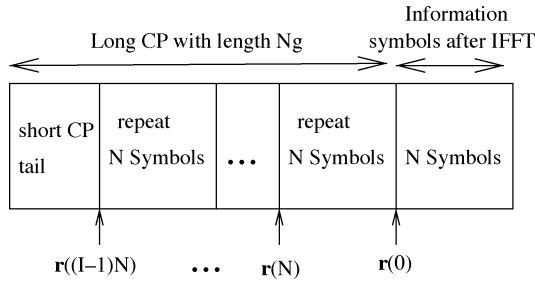 Information
Long CP with length Ng
symbols after IFFT
short CP
tail
repeat
N Symbols
...
repeat
N Symbols
N Symbols
r((I–1)N)
...
r(N)
r(0)